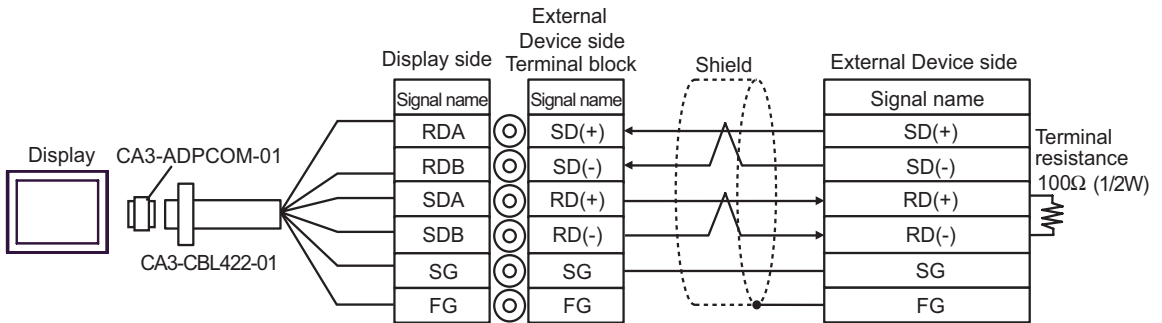 External
Device side
Display side Terminal block Shield External Device side
Signal name Signal name Signal name
RDA SD(+) SD(+)
RDB SD(-) SD(-)
SDA RD(+) RD(+)
SDB RD(-) RD(-)
SG SG SG
FG FG FG
Display
CA3-ADPCOM-01
CA3-CBL422-01
Terminal
resistance
100Ω (1/2W)